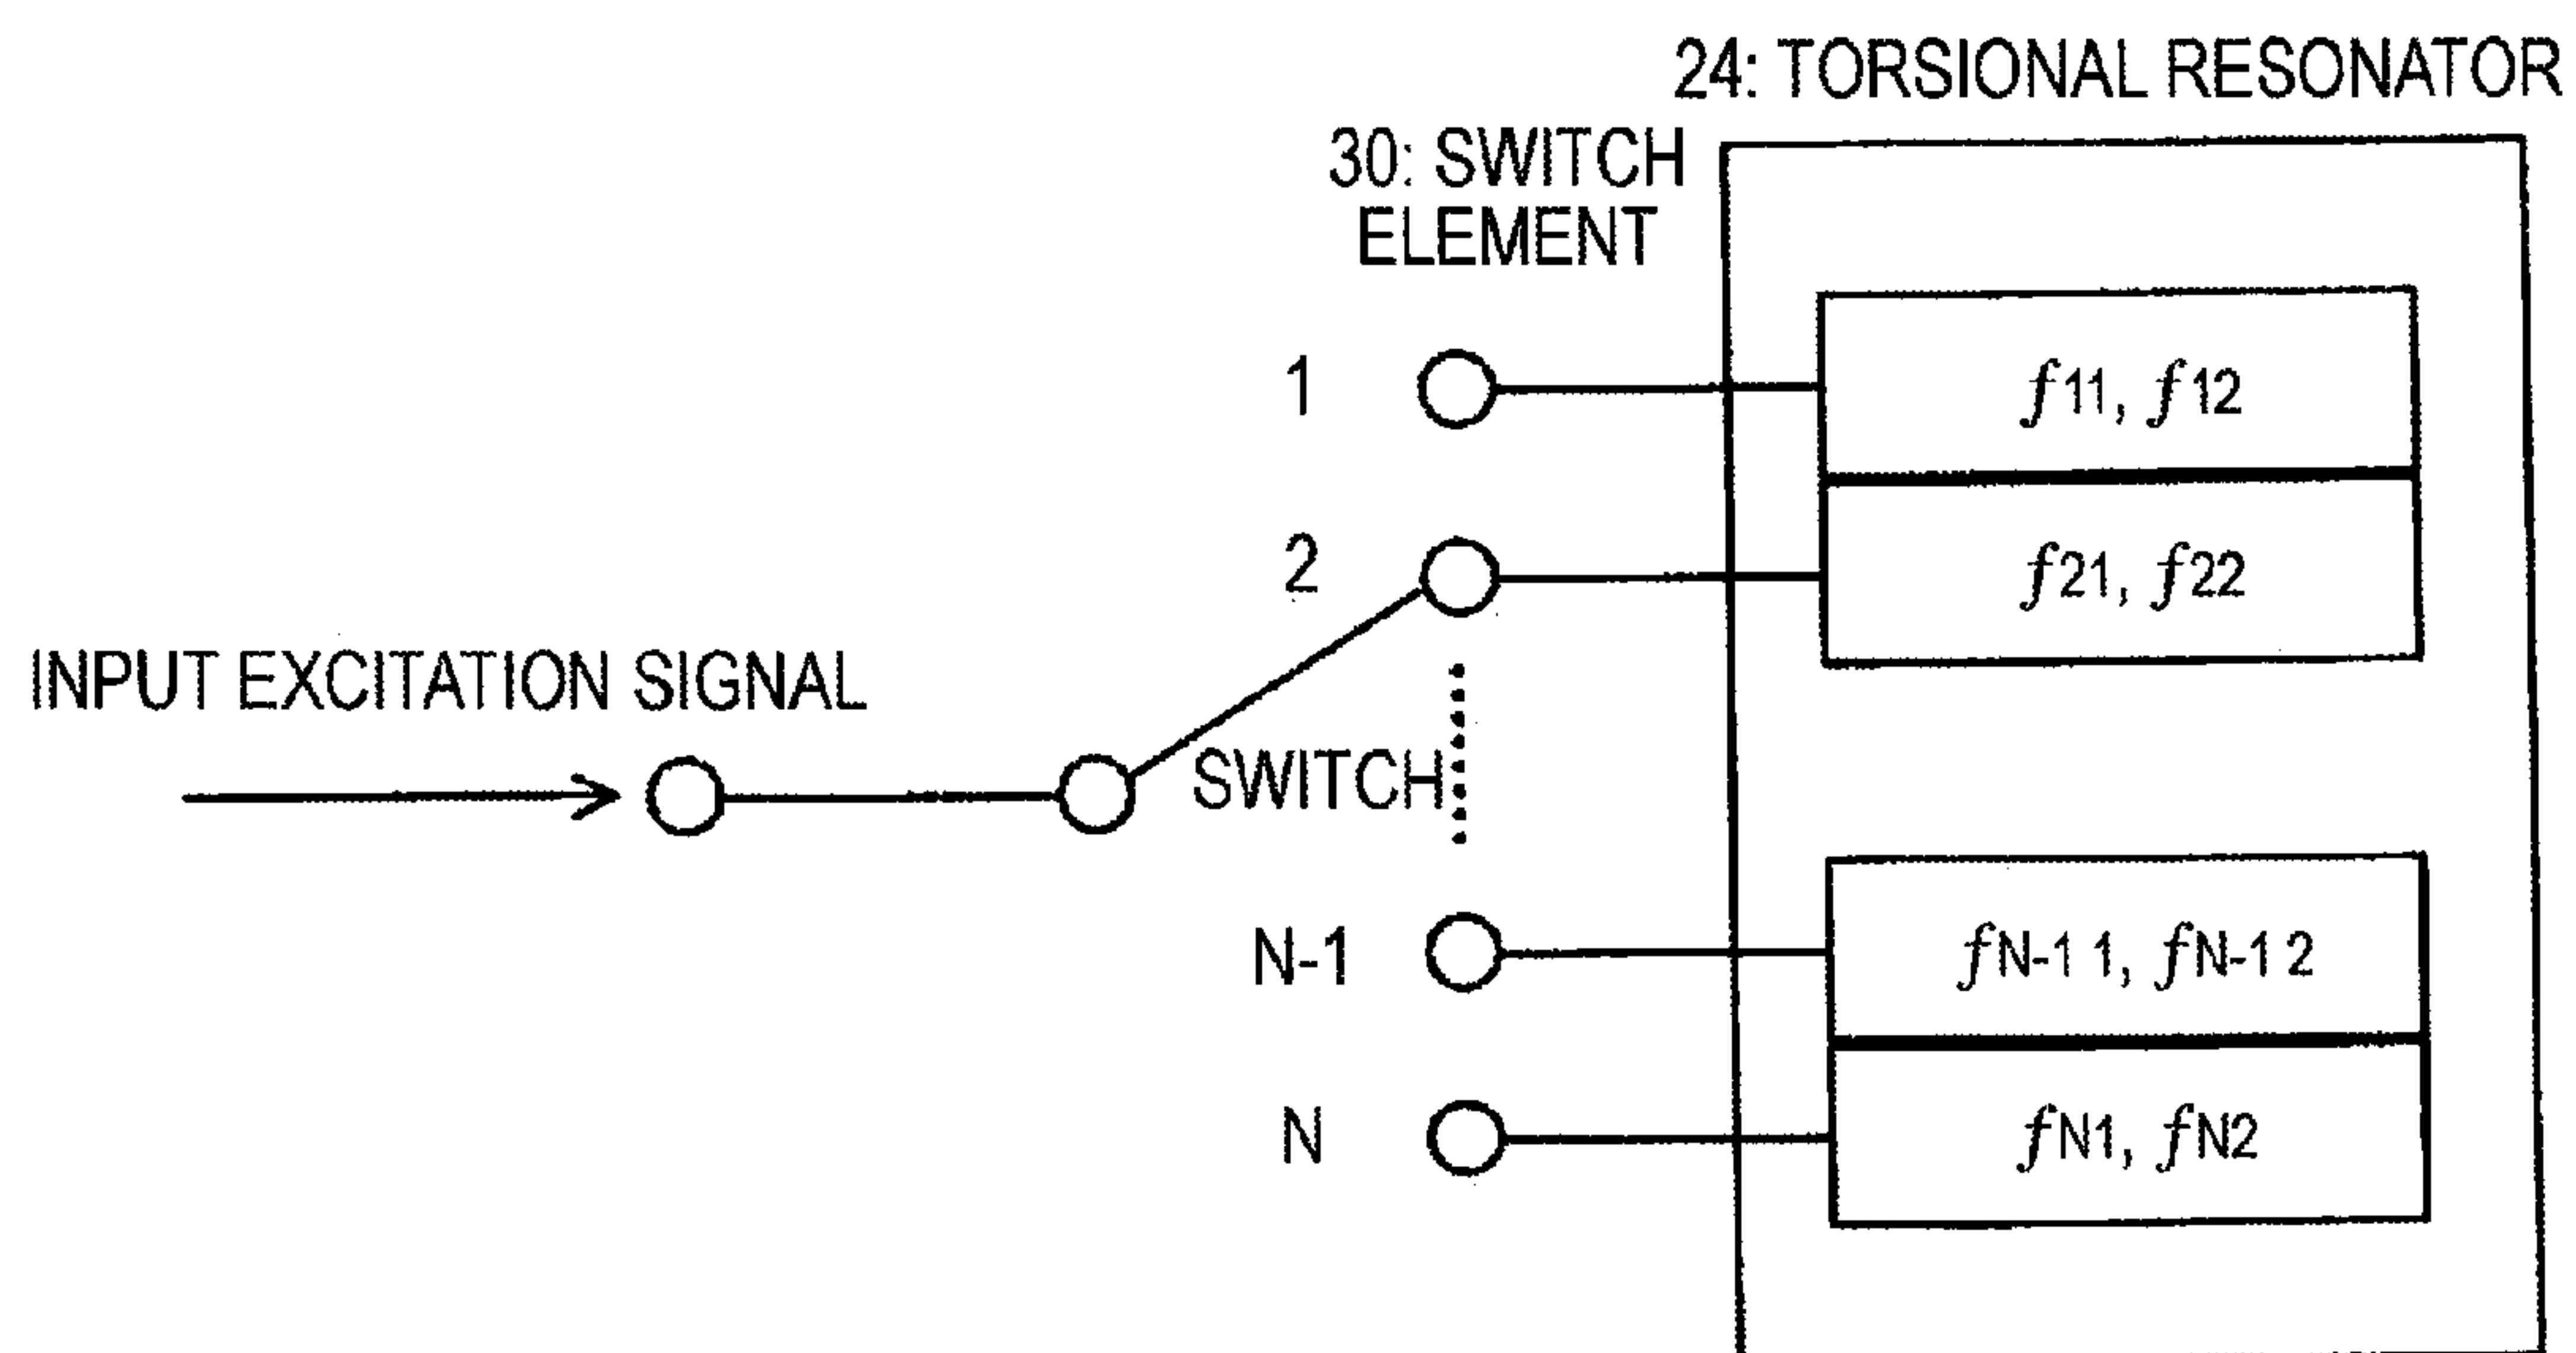 24: TORSIONAL RESONATOR
30: SWITCH
ELEMENT
1
f11, f12
2
f21, f22
INPUT EXCITATION SIGNAL
SWITCH
N-1
fN-1 1, fN-1 2
N
fN1, fN2